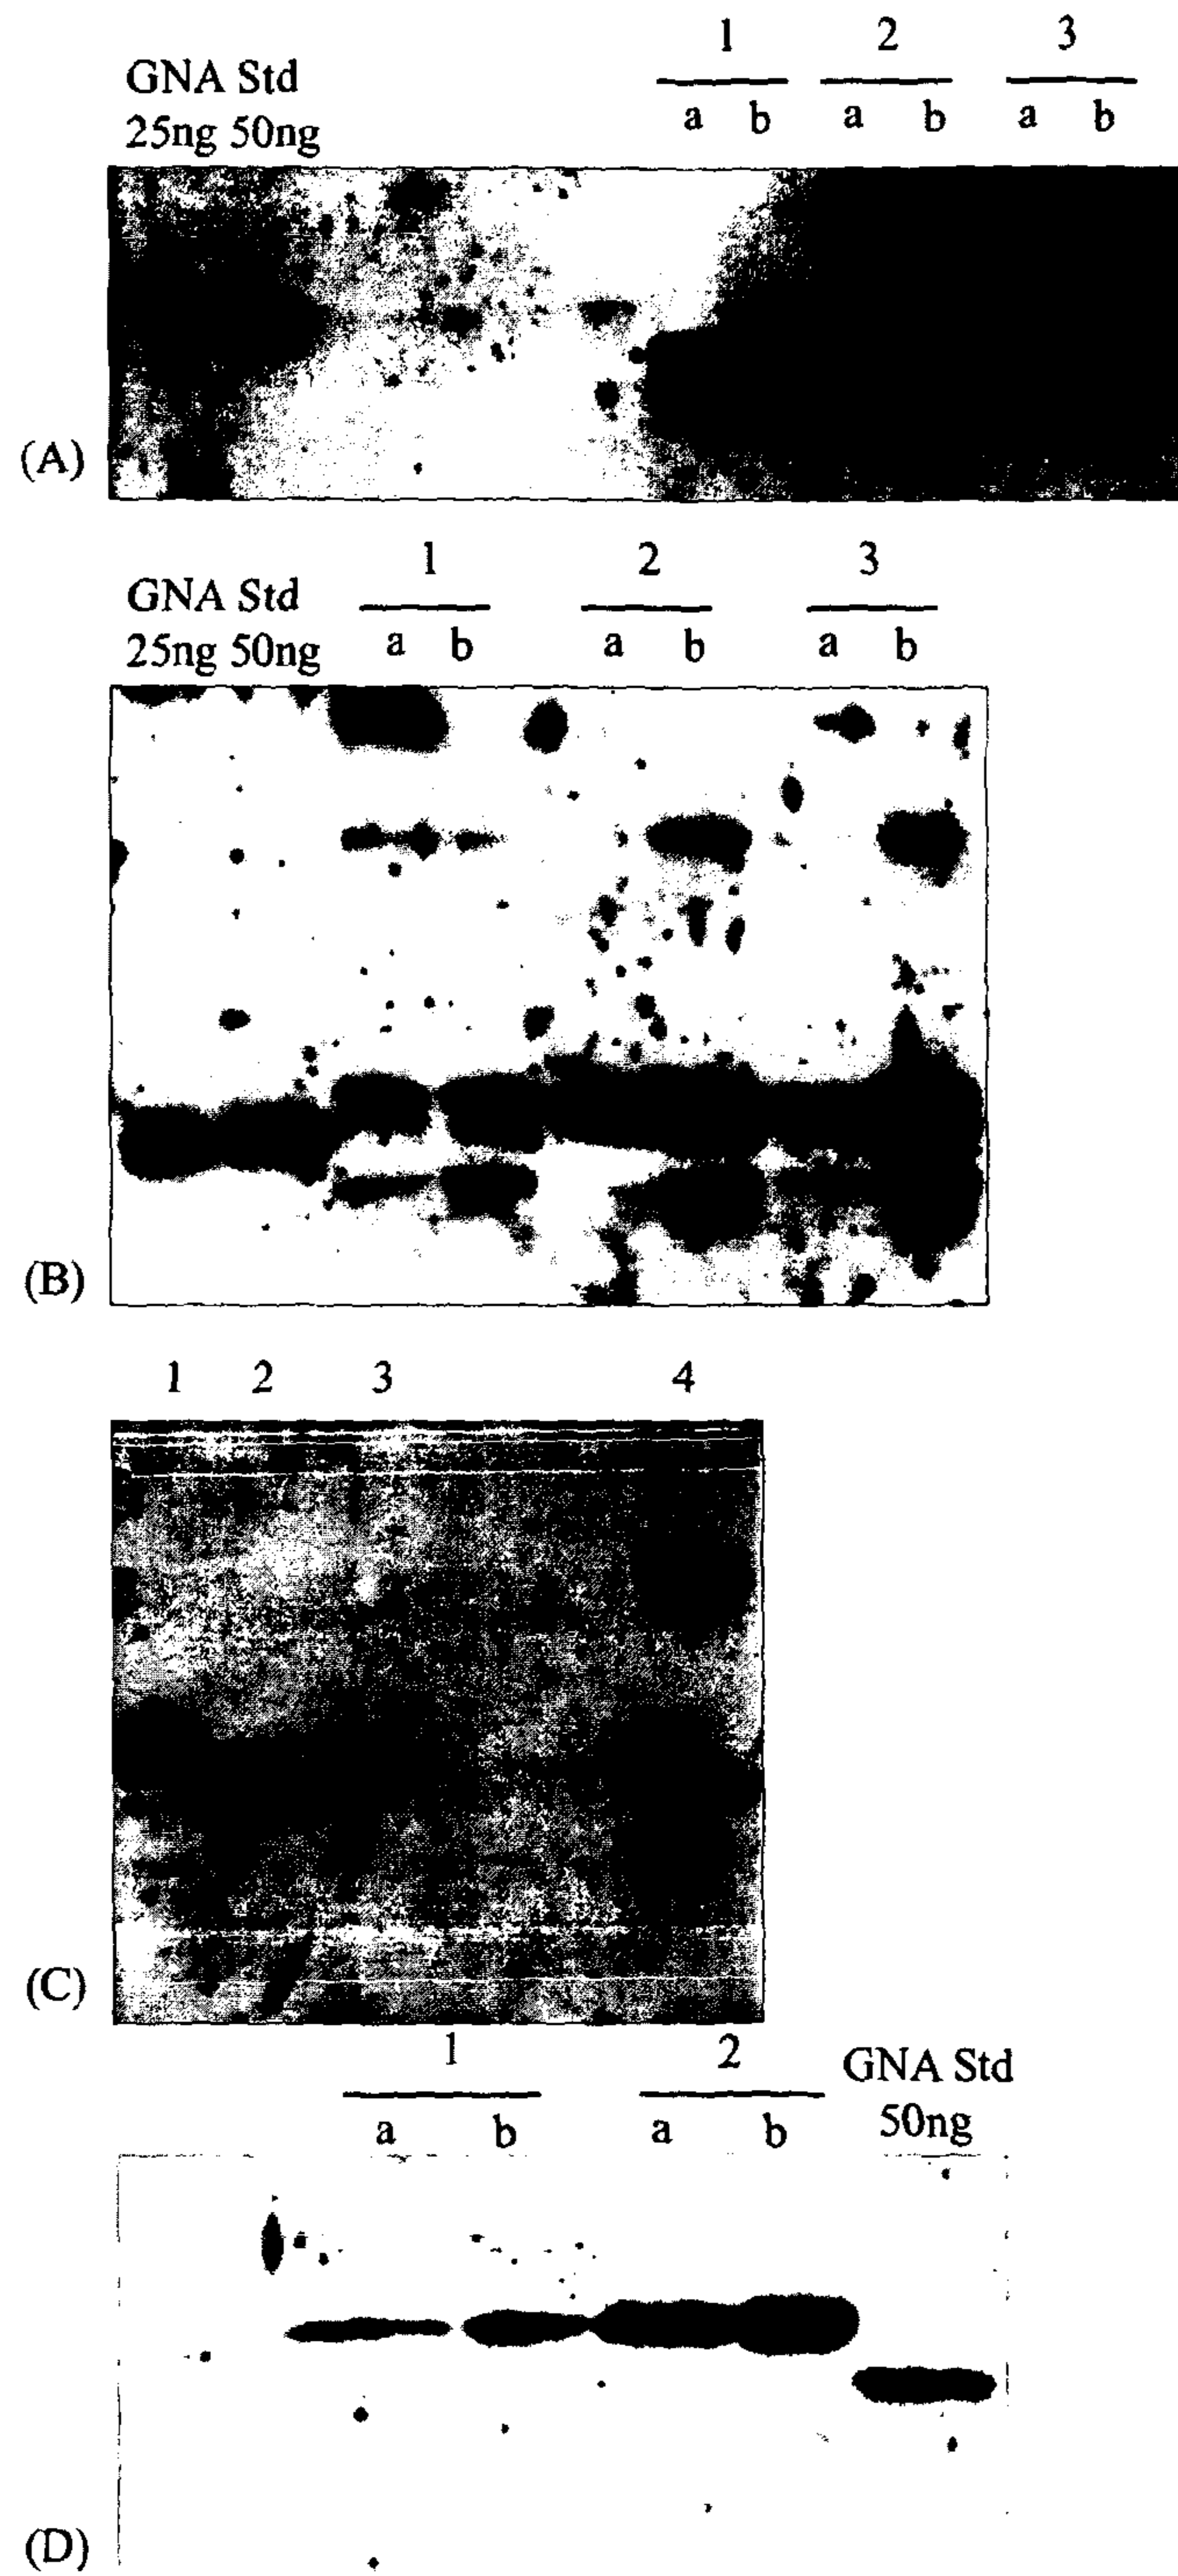 1 2 3
GNA Std
a b a b a b
25ng 50ng
(A)
1 2 3
GNA Std
25ng 50ng a b a b a b
(B)
1 2 3 4
(C)
1 2 GNA Std
a b a b 50ng
(D)